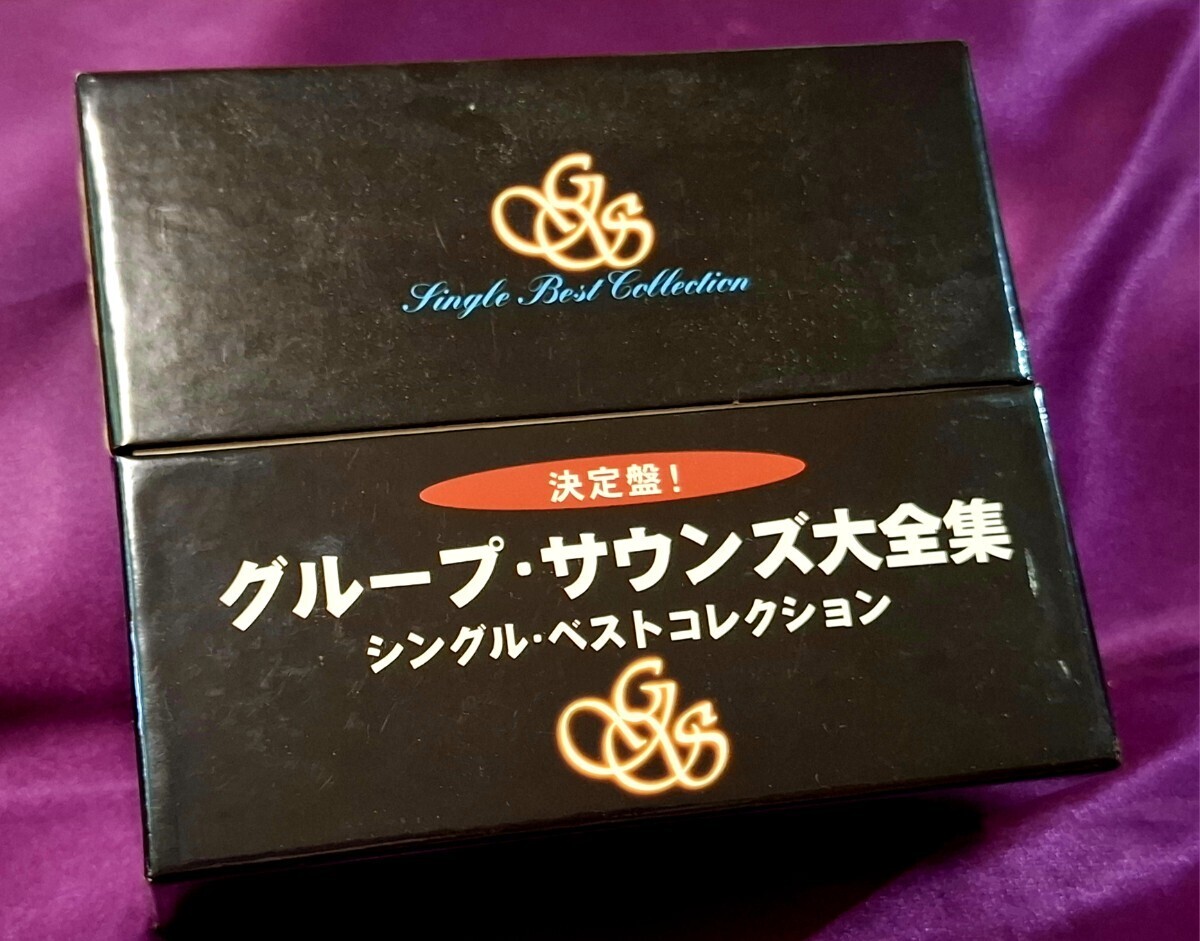 GS
Single Best Collection
決定盤!
グループ・サウンズ大全集
シングル・ベストコレクション
GS